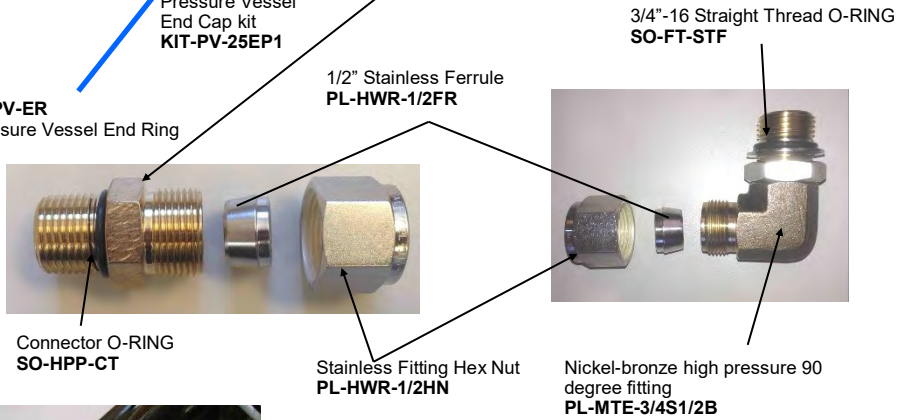 Pressure Vessel
End Cap kit
KIT-PV-25EP1
3/4”-16 Straight Thread O-RING
SO-FT-STF
1/2” Stainless Ferrule
PL-HWR-1/2FR
PV-ER
sure Vessel End Ring
Connector O-RING
SO-HPP-CT
Stainless Fitting Hex Nut
PL-HWR-1/2HN
Nickel-bronze high pressure 90
degree fitting
PL-MTE-3/4S1/2B